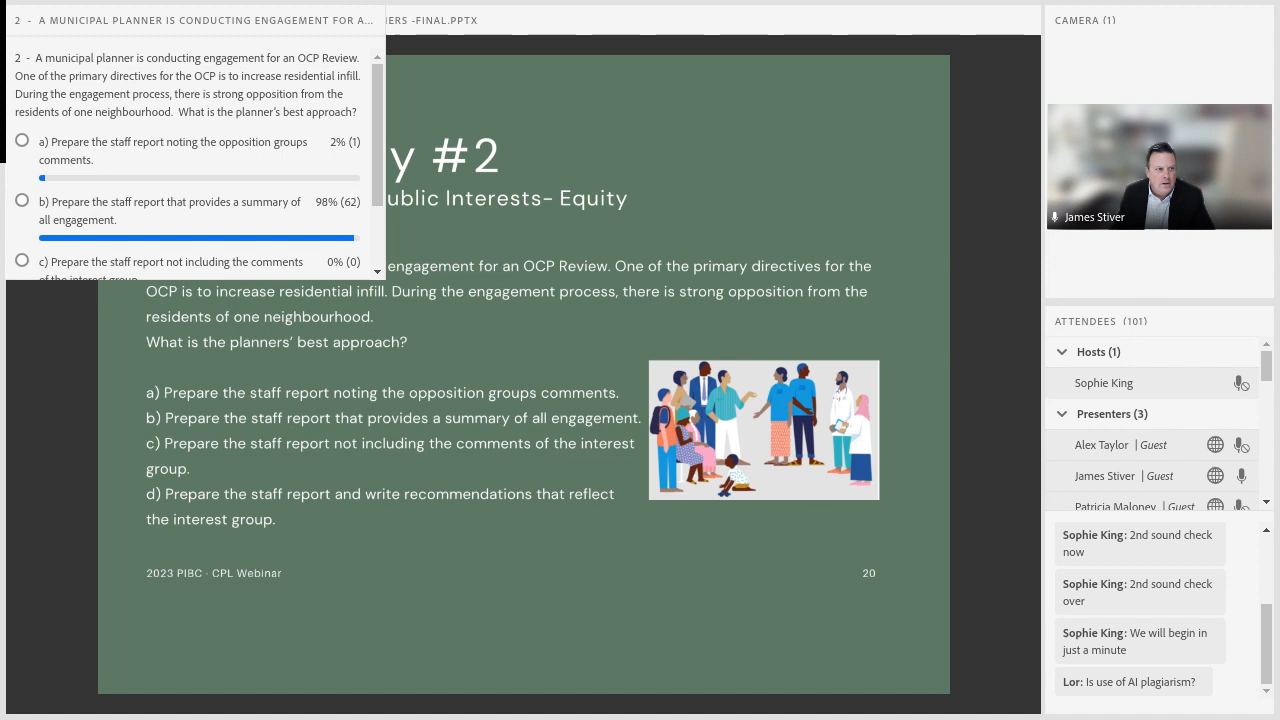 2 - A MUNICIPAL PLANNER IS CONDUCTING ENGAGEMENT FOR A...
ERS -FINAL.PPTX
2 - A municipal planner is conducting engagement for an OCP Review.
One of the primary directives for the OCP is to increase residential infill.
During the engagement process, there is strong opposition from the
residents of one neighbourhood. What is the planner's best approach?
a) Prepare the staff report noting the opposition groups 2% (1)
comments.
b) Prepare the staff report that provides a summary of 98% (62)
all engagement.
c) Prepare the staff report not including the comments 0% (0)
of the interest group.
y #2
ublic Interests- Equity
engagement for an OCP Review. One of the primary directives for the
OCP is to increase residential infill. During the engagement process, there is strong opposition from the
residents of one neighbourhood.
What is the planners' best approach?
a) Prepare the staff report noting the opposition groups comments.
b) Prepare the staff report that provides a summary of all engagement.
c) Prepare the staff report not including the comments of the interest
group.
d) Prepare the staff report and write recommendations that reflect
the interest group.
2023 PIBC · CPL Webinar
20
CAMERA (1)
James Stiver
ATTENDEES (101)
Hosts (1)
Sophie King
Presenters (3)
Alex Taylor | Guest
James Stiver | Guest
Patricia Maloney | Guest
Sophie King: 2nd sound check
now
Sophie King: 2nd sound check
over
Sophie King: We will begin in
just a minute
Lor: Is use of AI plagiarism?